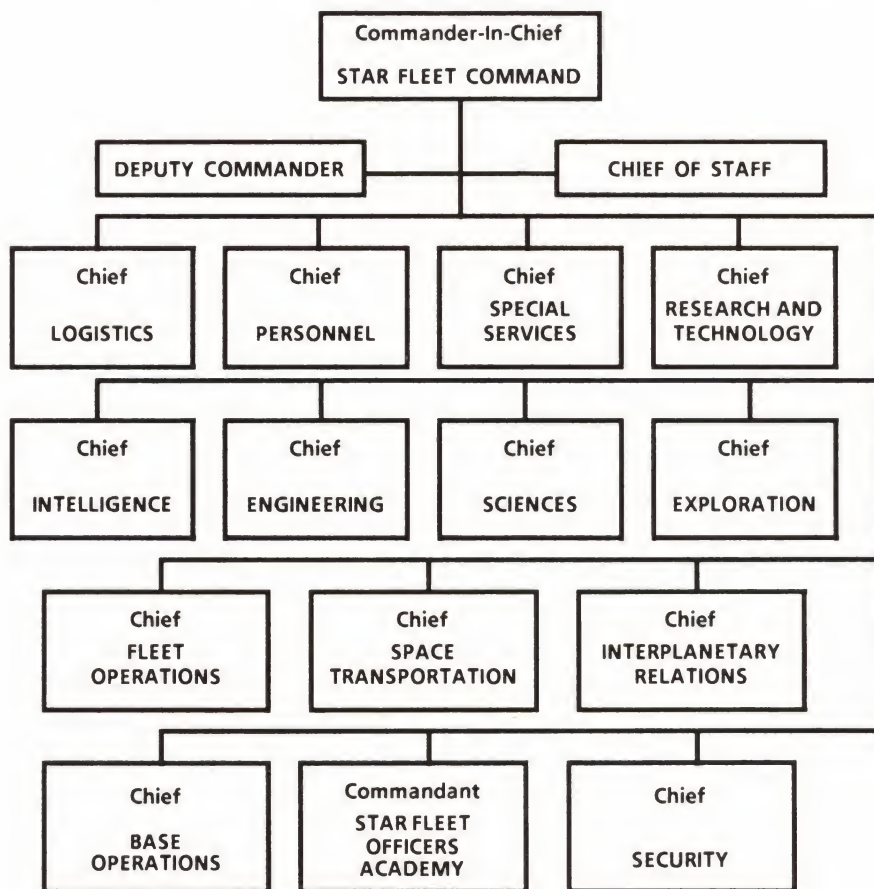 Commander-In-Chief
STAR FLEET COMMAND
DEPUTY COMMANDER
CHIEF OF STAFF
Chief
LOGISTICS
Chief
PERSONNEL
Chief
SPECIAL
SERVICES
Chief
RESEARCH AND
TECHNOLOGY
Chief
INTELLIGENCE
Chief
ENGINEERING
Chief
SCIENCES
Chief
EXPLORATION
Chief
FLEET
OPERATIONS
Chief
SPACE
TRANSPORTATION
Chief
INTERPLANETARY
RELATIONS
Chief
BASE
OPERATIONS
Commandant
STAR FLEET
OFFICERS
ACADEMY
Chief
SECURITY